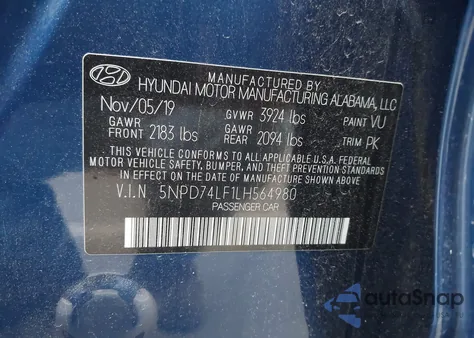 MANUFACTURED BY
HYUNDAI MOTOR MANUFACTURING ALABAMA, LLC
Nov/05/19 GVWR 3924 lbs PAINT VU
GAWR FRONT 2183 lbs GAWR REAR 2094 lbs TRIM PK
THIS VEHICLE CONFORMS TO ALL APPLICABLE U.S. FEDERAL
MOTOR VEHICLE SAFETY, BUMPER, AND THEFT PREVENTION
STANDARDS IN EFFECT ON THE DATE OF MANUFACTURE SHOWN ABOVE.
V.I.N 5NPD74LF1LH564980
PASSENGER CAR
autoSnap